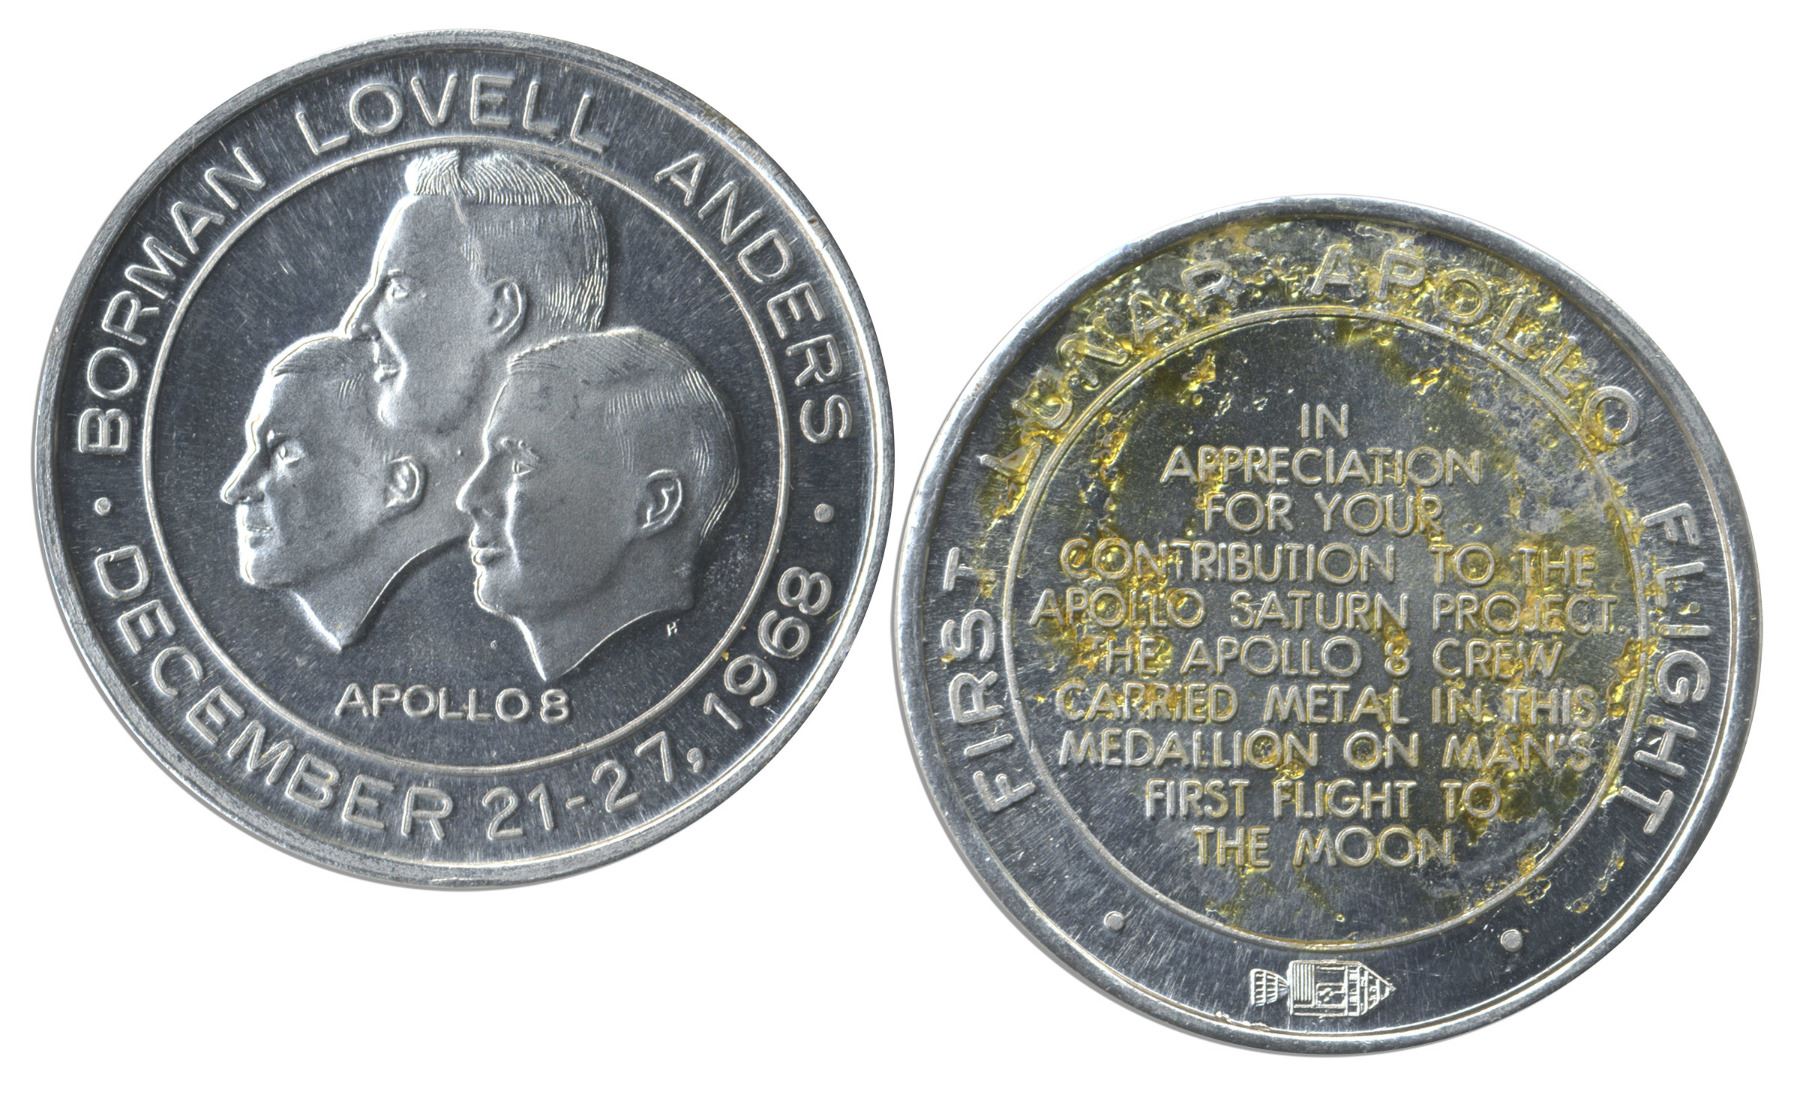 BORMAN LOVELL ANDERS
APOLLO 8
• DECEMBER 21-27, 1968 •
H
FIRST LUNAR APOLLO FLIGHT
IN
APPRECIATION
FOR YOUR
CONTRIBUTION TO THE
APOLLO SATURN PROJECT.
THE APOLLO 8 CREW
CARRIED METAL IN THIS
MEDALLION ON MAN'S
FIRST FLIGHT TO
THE MOON